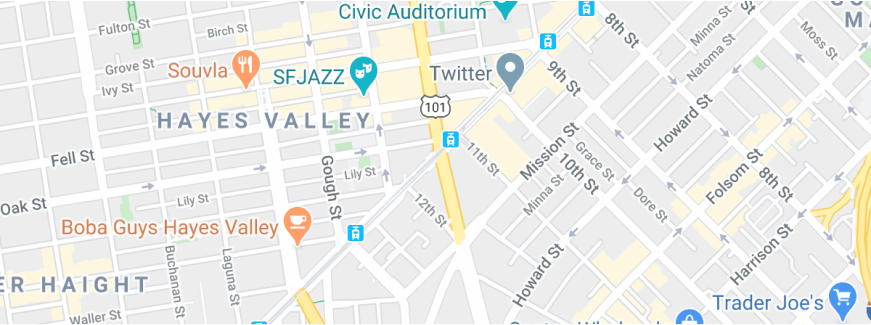 Civic Auditorium
Fulton St
Birch St
8th St
Minna St
Moss St
Grove St
Souvla
SFJAZZ
Twitter
9th St
Natoma St
Ivy St
HAYES VALLEY
101
Howard St
Fell St
11th St
Mission St
Grace St
10th St
Gough St
Lily St
Folsom St
8th St
Oak St
Lily St
12th St
Minna St
Dore St
Boba Guys Hayes Valley
Harrison St
Howard St
Buchanan St
Laguna St
ER HAIGHT
Waller St
Trader Joe's